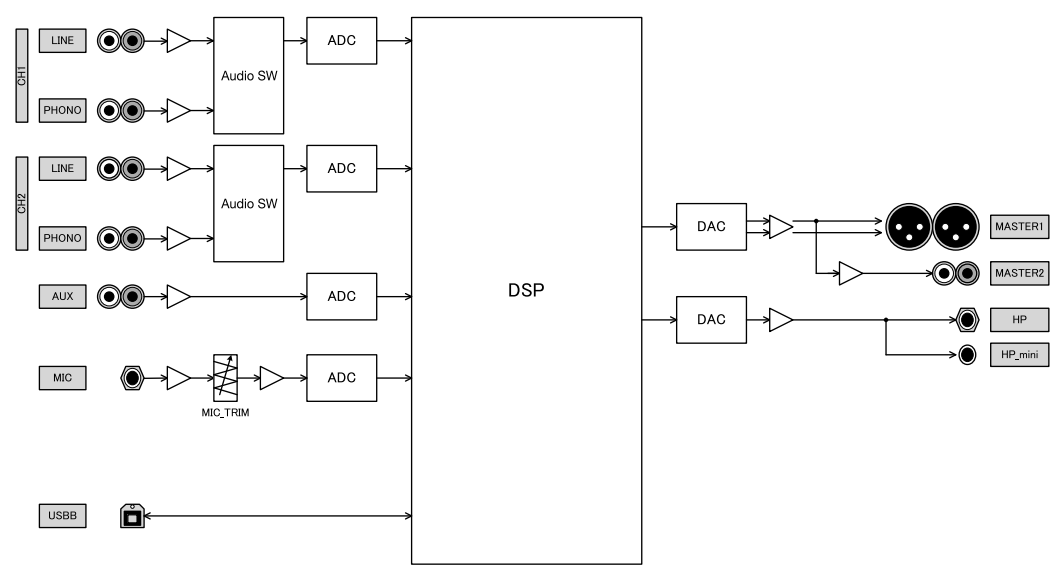 CH1
LINE
PHONO
Audio SW
ADC
CH2
LINE
PHONO
Audio SW
ADC
AUX
ADC
MIC
MIC_TRIM
ADC
USBB
DSP
DAC
MASTER1
MASTER2
DAC
HP
HP_mini